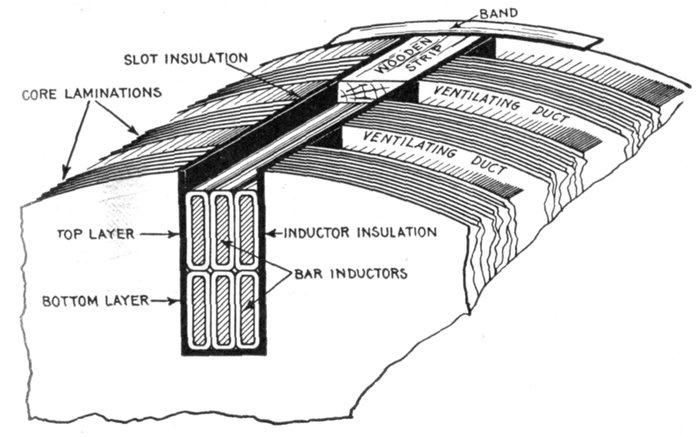 BAND
WOODEN
STRIP
SLOT INSULATION
CORE LAMINATIONS
VENTILATING DUCT
VENTILATING DUCT
TOP LAYER
INDUCTOR INSULATION
BAR INDUCTORS
BOTTOM LAYER